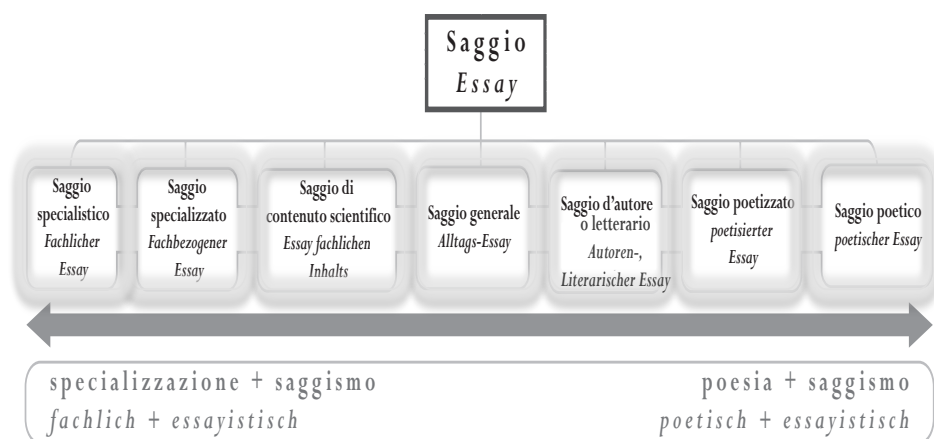 Saggio
Essay
Saggio
specialistico
Fachlicher
Essay
Saggio
specializzato
Fachbezogener
Essay
Saggio di
contenuto scientifico
Essay fachlichen
Inhalts
Saggio generale
Alltags-Essay
Saggio d'autore
o letterario
Autoren-,
Literarischer Essay
Saggio poetizzato
poetisierter
Essay
Saggio poetico
poetischer Essay
specializzazione + saggismo
fachlich + essayistisch
poesia + saggismo
poetisch + essayistisch